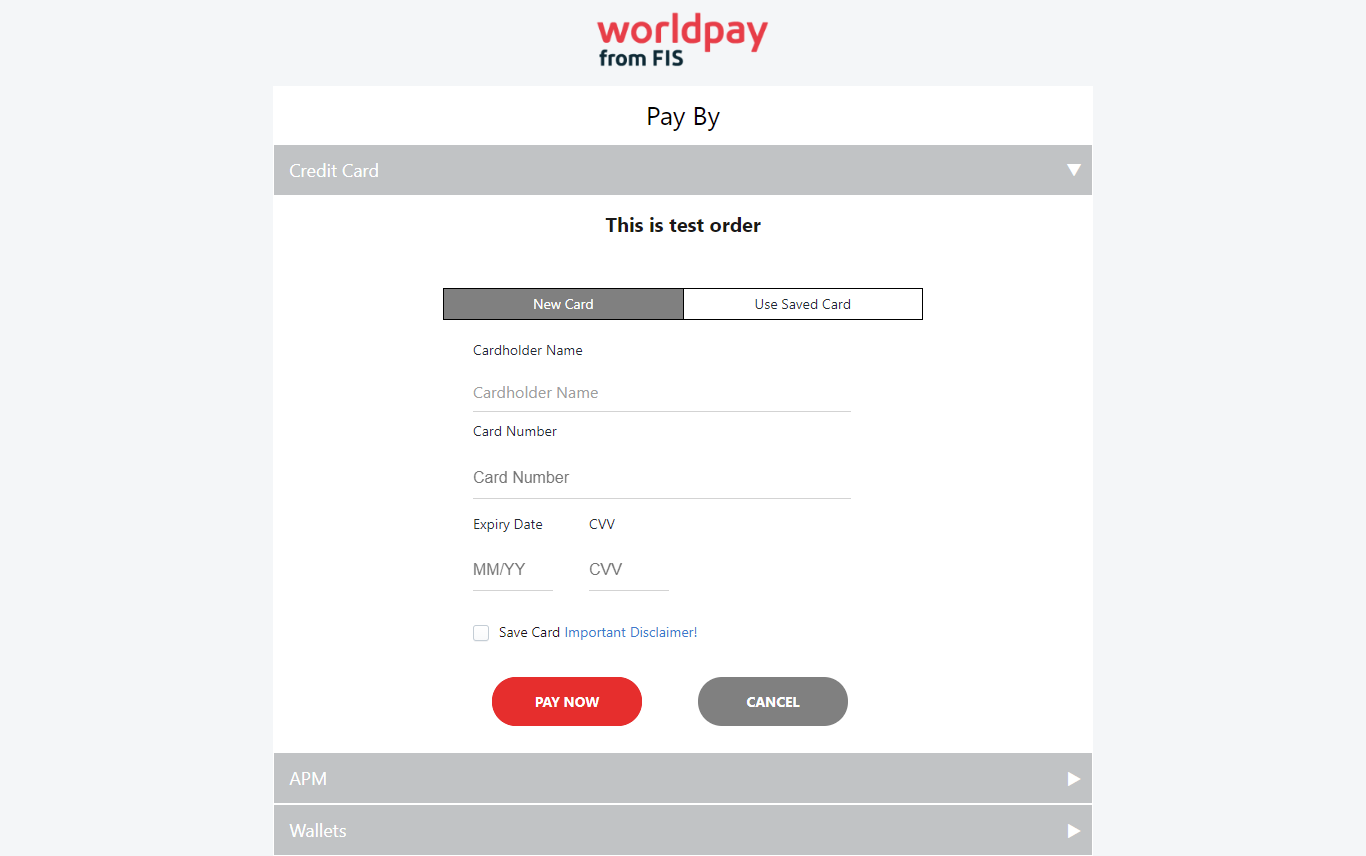 worldpay
from FIS
Pay By
Credit Card
This is test order
New Card Use Saved Card
Cardholder Name
Cardholder Name
Card Number
Card Number
Expiry Date CVV
MM/YY CVV
Save Card Important Disclaimer!
PAY NOW CANCEL
APM
Wallets